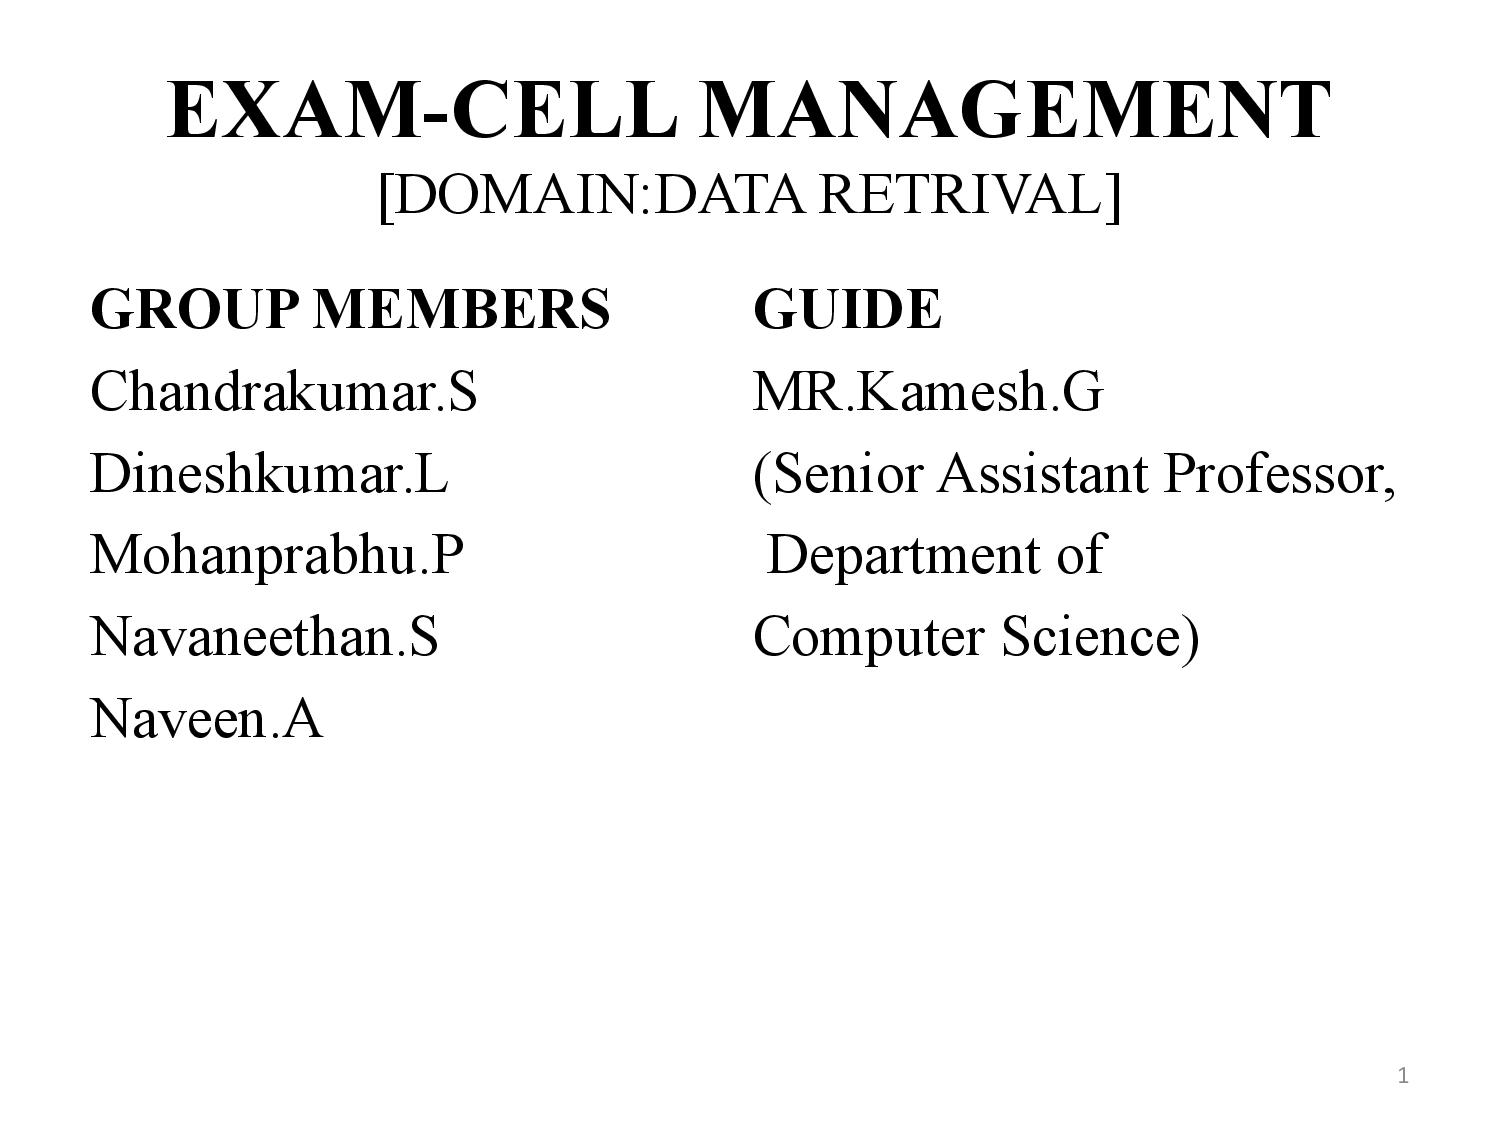 EXAM-CELL MANAGEMENT
[DOMAIN:DATA RETRIVAL]
GROUP MEMBERS
Chandrakumar.S
Dineshkumar.L
Mohanprabhu.P
Navaneethan.S
Naveen.A
GUIDE
MR.Kamesh.G
(Senior Assistant Professor,
Department of
Computer Science)
1